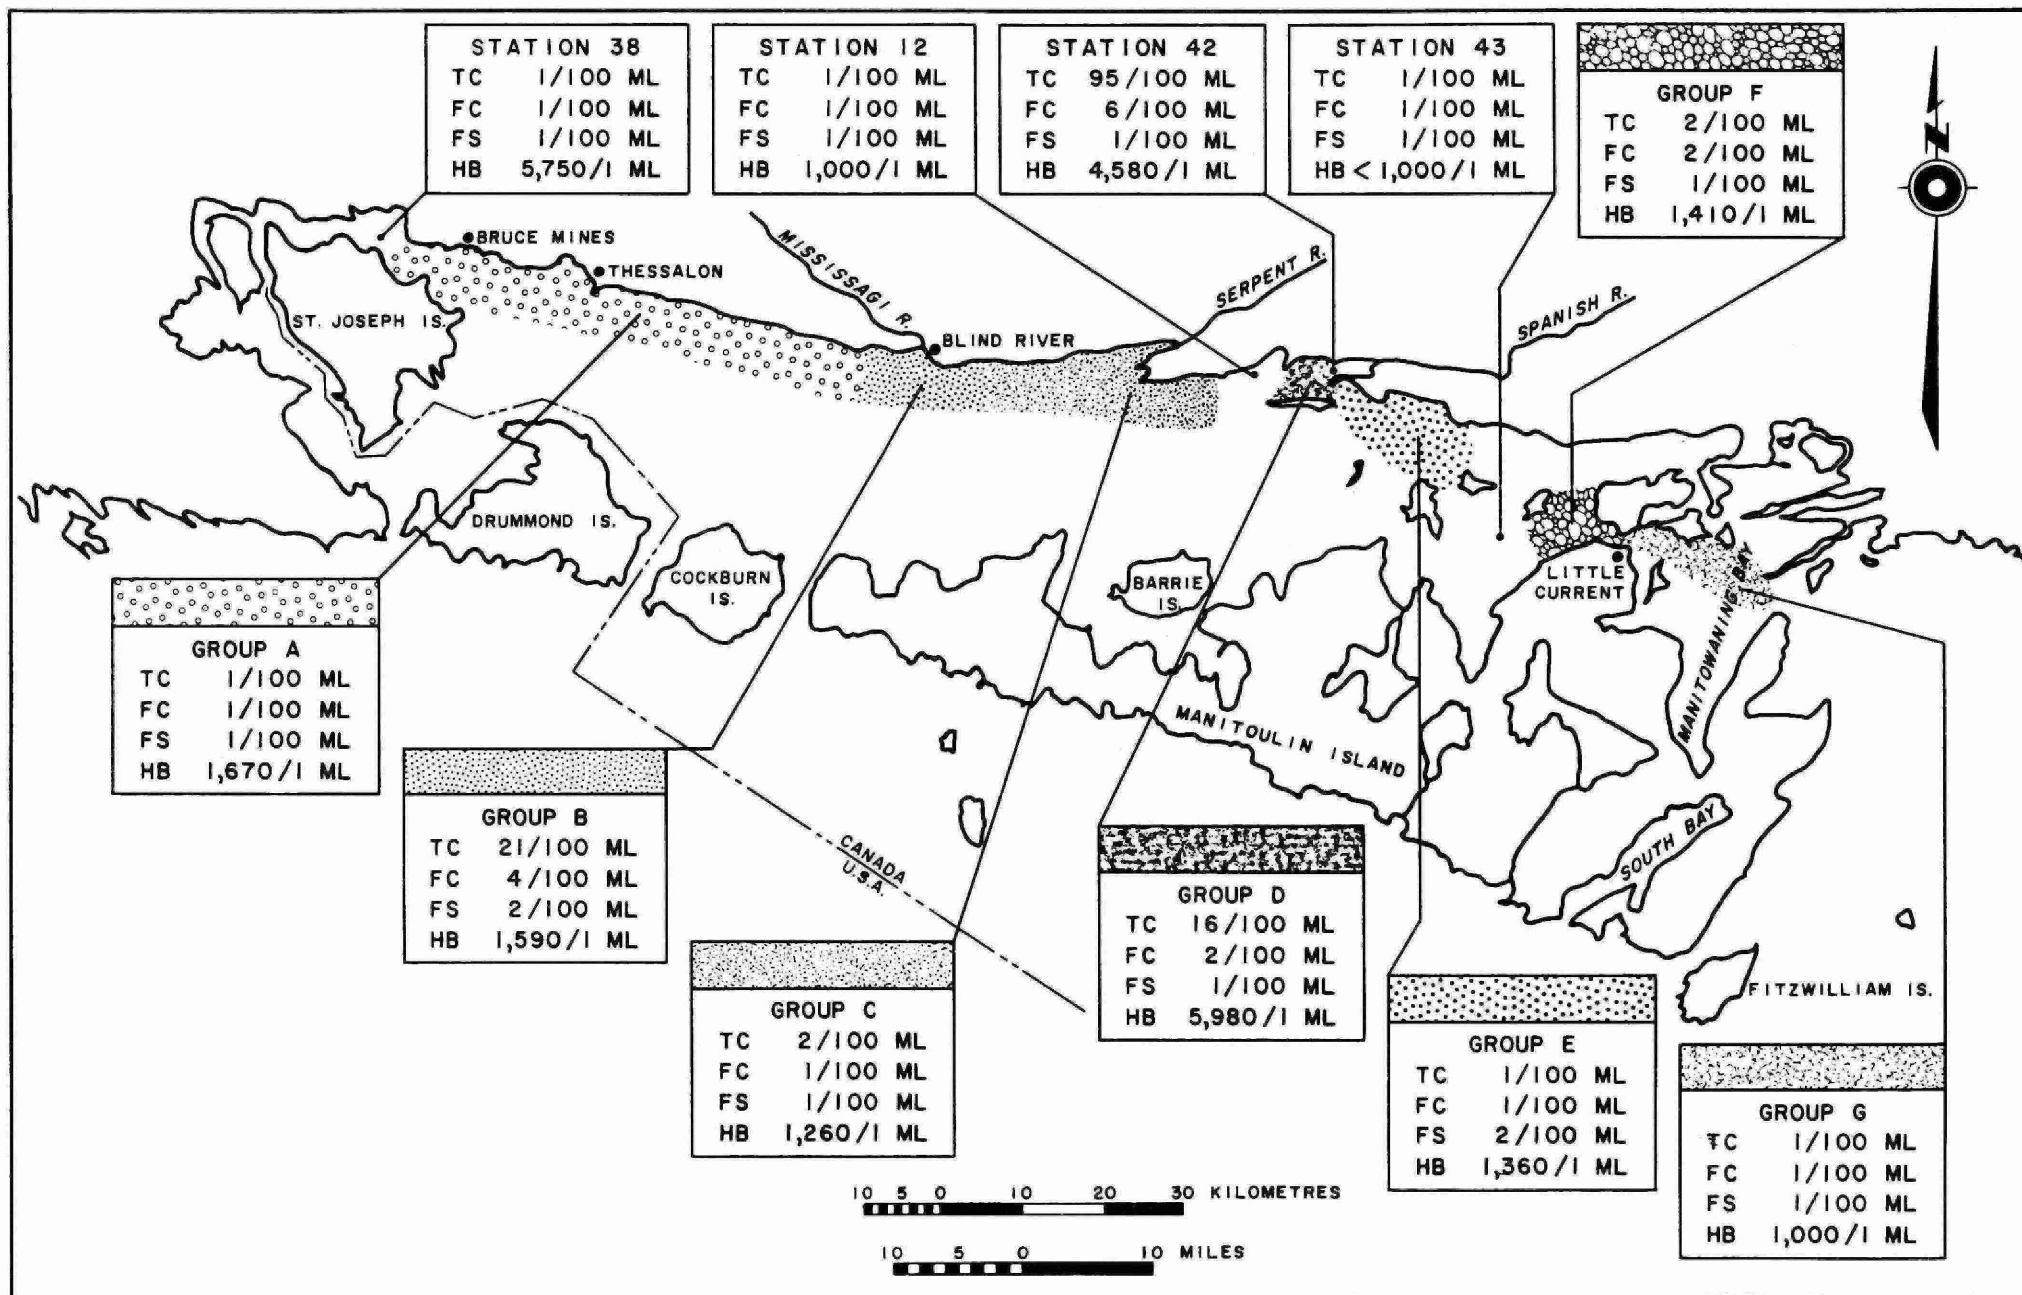 STATION 38
TC 1/100 ML
FC 1/100 ML
FS 1/100 ML
HB 5,750/1 ML
STATION 12
TC 1/100 ML
FC 1/100 ML
FS 1/100 ML
HB 1,000/1 ML
STATION 42
TC 95/100 ML
FC 6/100 ML
FS 1/100 ML
HB 4,580/1 ML
STATION 43
TC 1/100 ML
FC 1/100 ML
FS 1/100 ML
HB < 1,000/1 ML
GROUP F
TC 2/100 ML
FC 2/100 ML
FS 1/100 ML
HB 1,410/1 ML
N
BRUCE MINES
THESSALON
MISSISSAGI R.
SERPENT R.
SPANISH R.
ST. JOSEPH IS.
BLIND RIVER
DRUMMOND IS.
COCKBURN
IS.
BARRIE
IS.
LITTLE
CURRENT
MANITOWANING BAY
MANITOULIN ISLAND
SOUTH BAY
CANADA
U.S.A.
FITZWILLIAM IS.
GROUP A
TC 1/100 ML
FC 1/100 ML
FS 1/100 ML
HB 1,670/1 ML
GROUP B
TC 21/100 ML
FC 4/100 ML
FS 2/100 ML
HB 1,590/1 ML
GROUP C
TC 2/100 ML
FC 1/100 ML
FS 1/100 ML
HB 1,260/1 ML
GROUP D
TC 16/100 ML
FC 2/100 ML
FS 1/100 ML
HB 5,980/1 ML
GROUP E
TC 1/100 ML
FC 1/100 ML
FS 2/100 ML
HB 1,360/1 ML
GROUP G
TC 1/100 ML
FC 1/100 ML
FS 1/100 ML
HB 1,000/1 ML
10 5 0 10 20 30 KILOMETRES
10 5 0 10 MILES